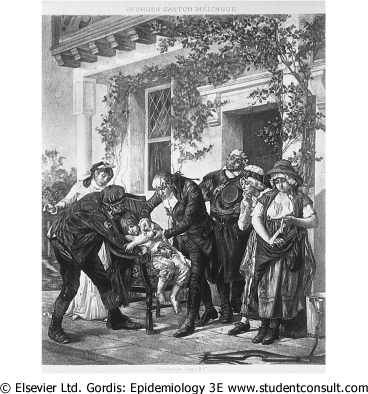 GEORGES GASTON MÉLINGUE
© Elsevier Ltd. Gordis: Epidemiology 3E www.studentconsult.com